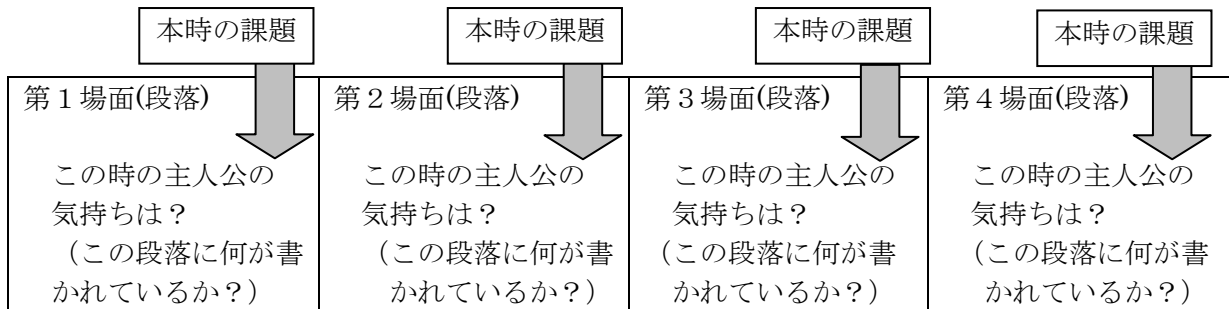 本時の課題
本時の課題
本時の課題
本時の課題
第１場面(段落)
この時の主人公の
気持ちは？
（この段落に何が書
かれているか？）
第２場面(段落)
この時の主人公の
気持ちは？
（この段落に何が書
かれているか？）
第３場面(段落)
この時の主人公の
気持ちは？
（この段落に何が書
かれているか？）
第４場面(段落)
この時の主人公の
気持ちは？
（この段落に何が書
かれているか？）